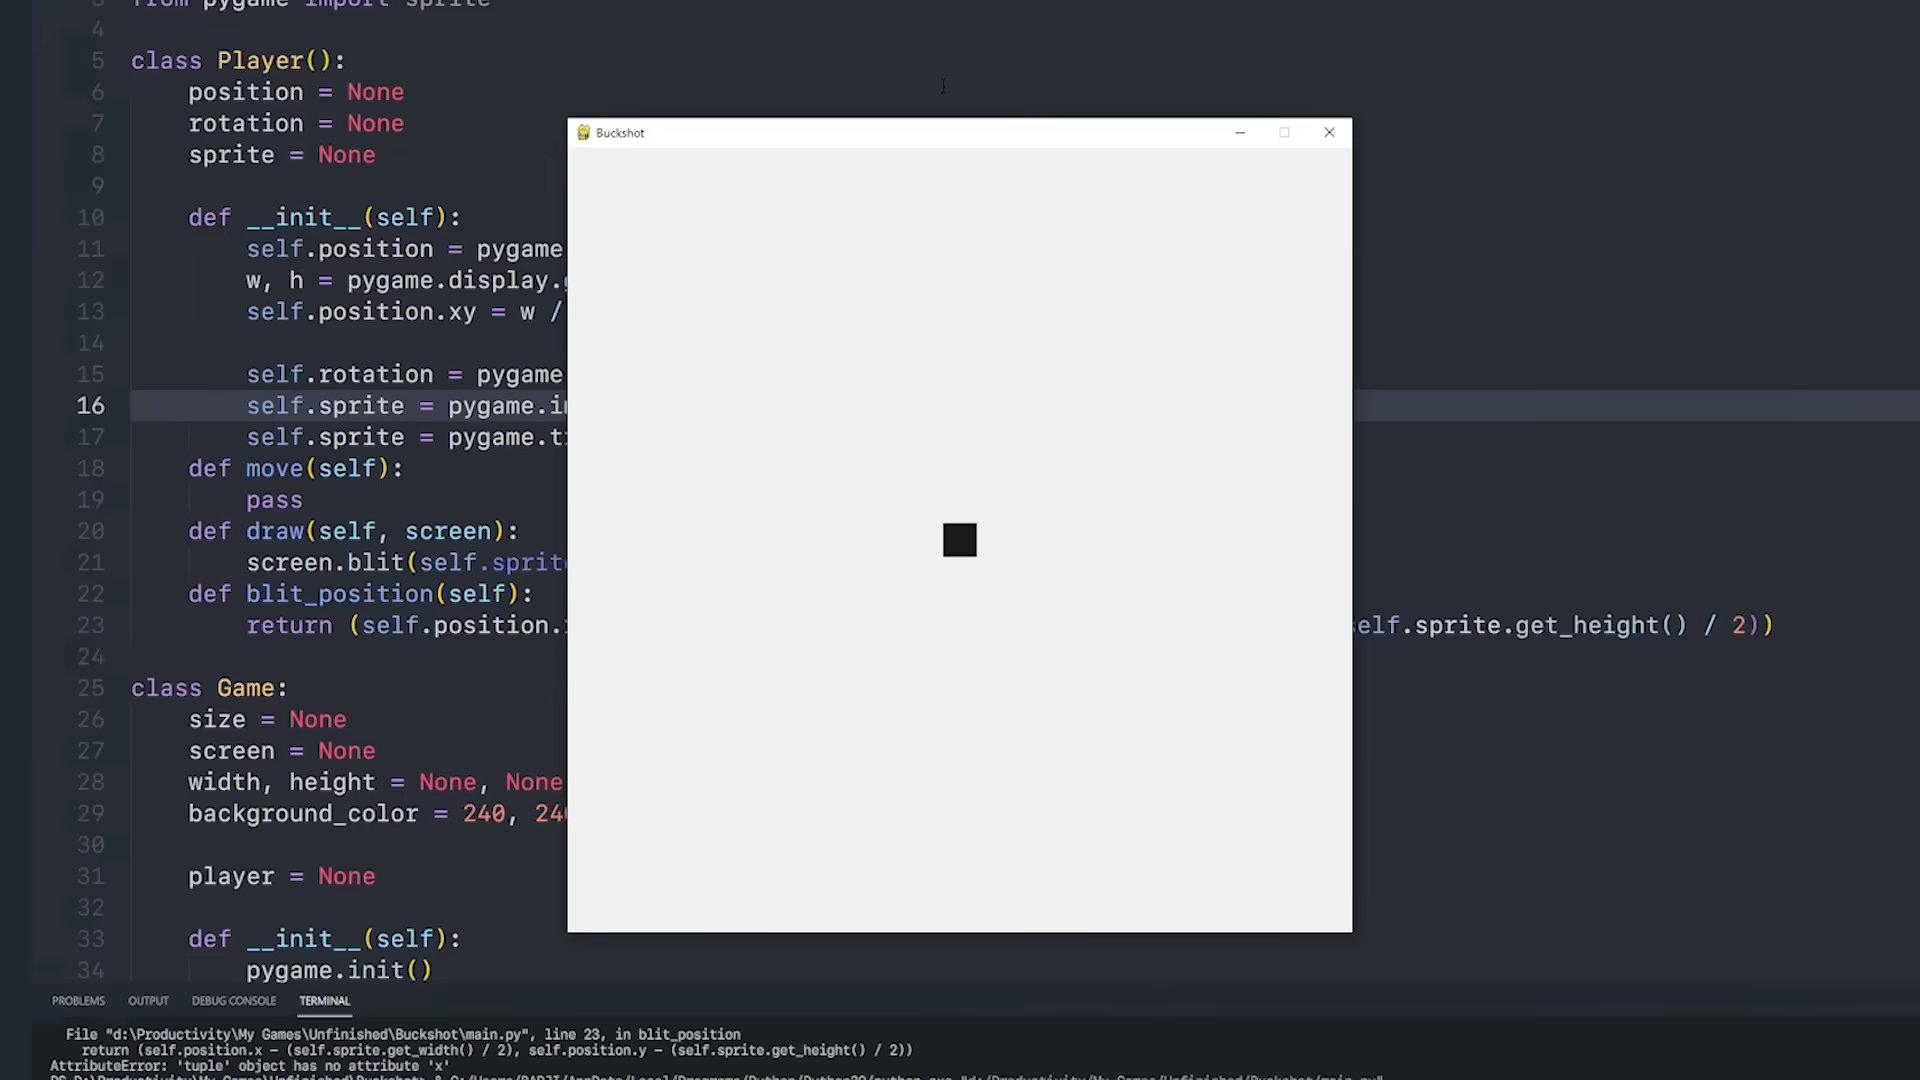 3 from pygame import sprite
4
5 class Player():
6 position = None
7 rotation = None
8 sprite = None
9
10 def __init__(self):
11 self.position = pygame
12 w, h = pygame.display.
13 self.position.xy = w /
14
15 self.rotation = pygame
16 self.sprite = pygame.i
17 self.sprite = pygame.t
18 def move(self):
19 pass
20 def draw(self, screen):
21 screen.blit(self.sprit
22 def blit_position(self):
23 return (self.position. self.sprite.get_height() / 2))
24
25 class Game:
26 size = None
27 screen = None
28 width, height = None, None
29 background_color = 240, 24
30
31 player = None
32
33 def __init__(self):
34 pygame.init()
Buckshot
PROBLEMS OUTPUT DEBUG CONSOLE TERMINAL
File "d:\Productivity\My Games\Unfinished\Buckshot\main.py", line 23, in blit_position
return (self.position.x - (self.sprite.get_width() / 2), self.position.y - (self.sprite.get_height() / 2))
AttributeError: 'tuple' object has no attribute 'x'